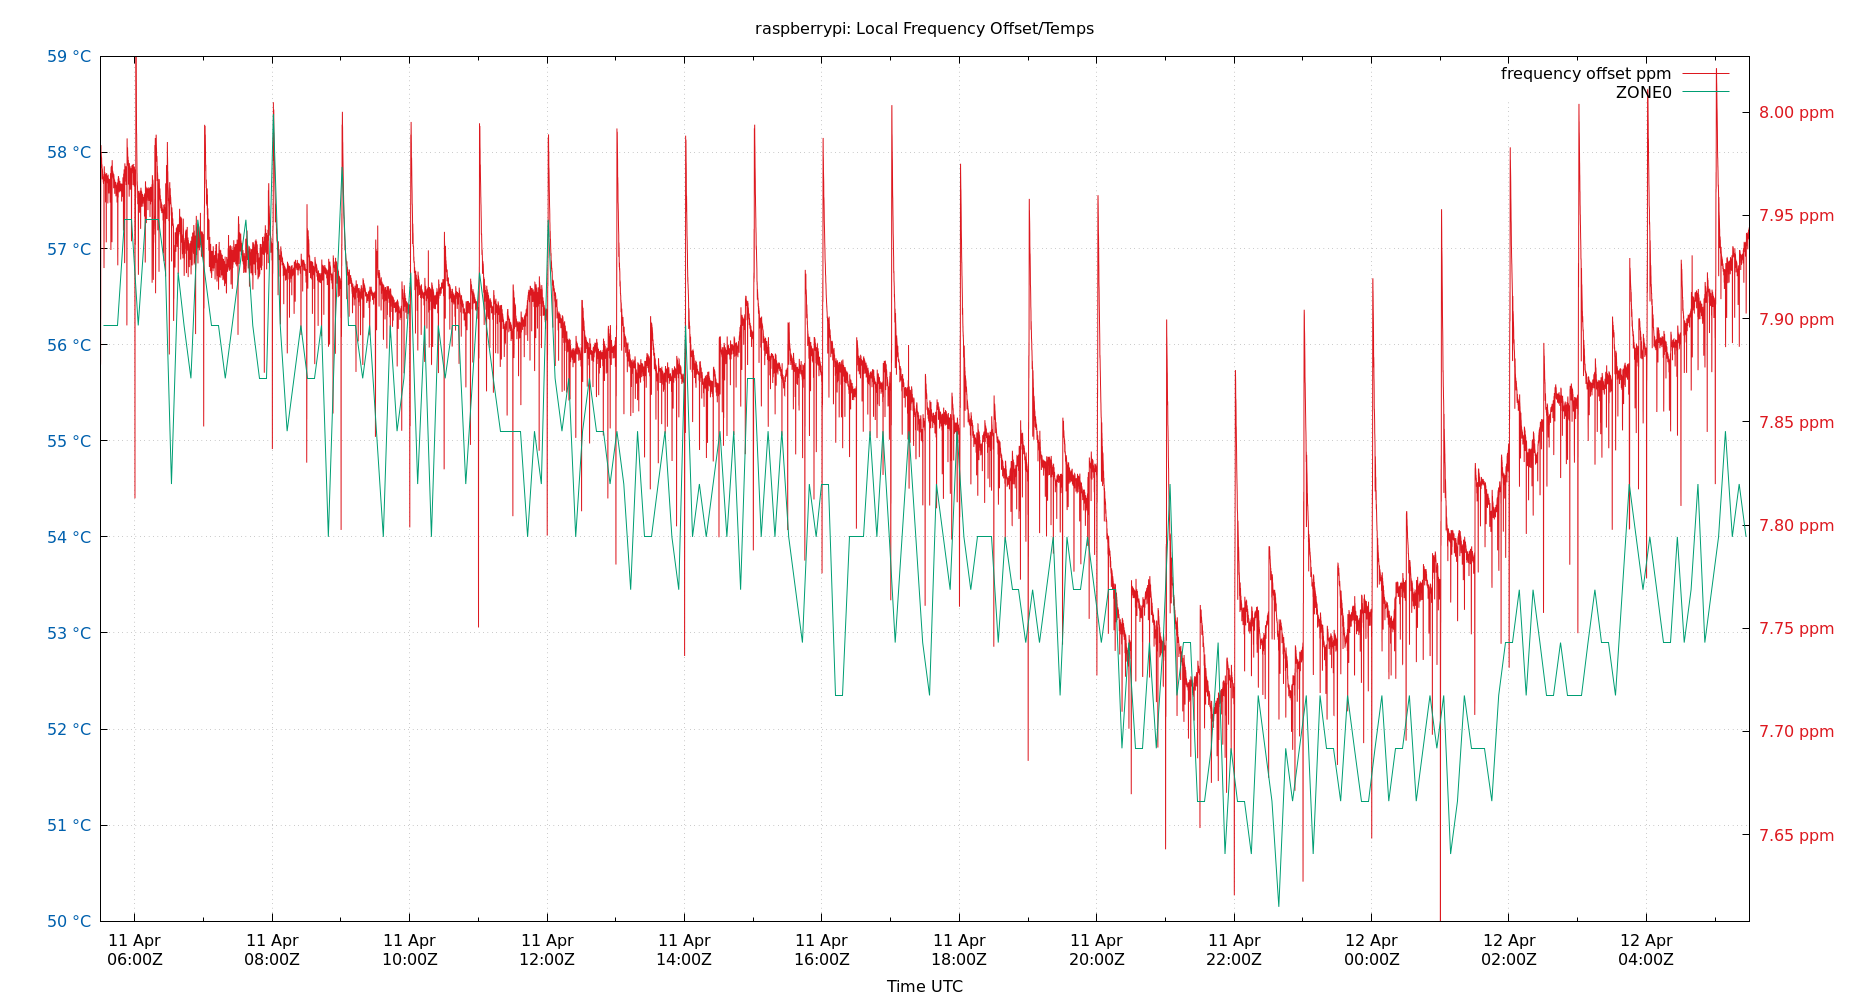 raspberrypi: Local Frequency Offset/Temps
frequency offset ppm
ZONE0
59 °C
58 °C
57 °C
56 °C
55 °C
54 °C
53 °C
52 °C
51 °C
50 °C
8.00 ppm
7.95 ppm
7.90 ppm
7.85 ppm
7.80 ppm
7.75 ppm
7.70 ppm
7.65 ppm
11 Apr 11 Apr 11 Apr 11 Apr 11 Apr 11 Apr 11 Apr 11 Apr 11 Apr 12 Apr 12 Apr 12 Apr
06:00Z 08:00Z 10:00Z 12:00Z 14:00Z 16:00Z 18:00Z 20:00Z 22:00Z 00:00Z 02:00Z 04:00Z
Time UTC